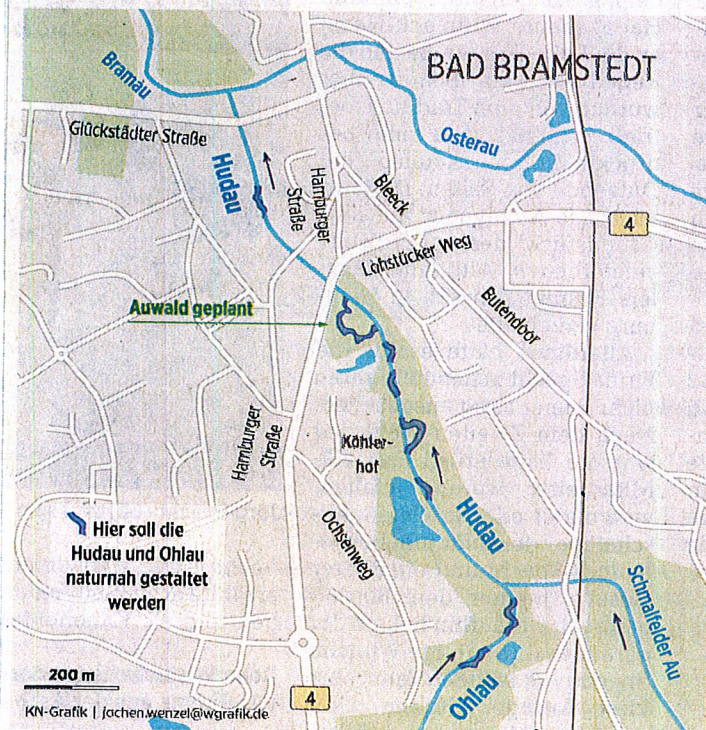 BAD BRAMSTEDT
Bramau
Glückstädter Straße
Osterau
Hudau
Hamburger
Straße
Bleeck
4
Lohstücker Weg
Auwald geplant
Butendoor
Hamburger
Straße
Köhler-
hof
Ochsenweg
Hudau
Hier soll die
Hudau und Ohlau
naturnah gestaltet
werden
Schmalfelder Au
200 m
4
Ohlau
KN-Grafik | jochen.wenzel@wgrafik.de